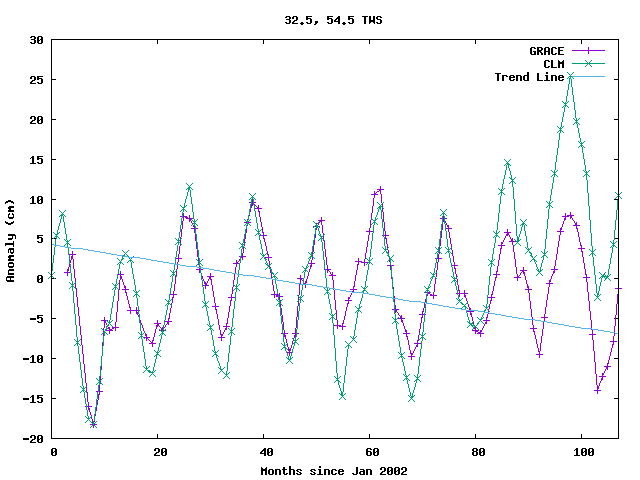 32.5, 54.5 TWS
GRACE
CLM
Trend Line
30
25
20
15
10
5
0
-5
-10
-15
-20
Anomaly (cm)
0 20 40 60 80 100
Months since Jan 2002